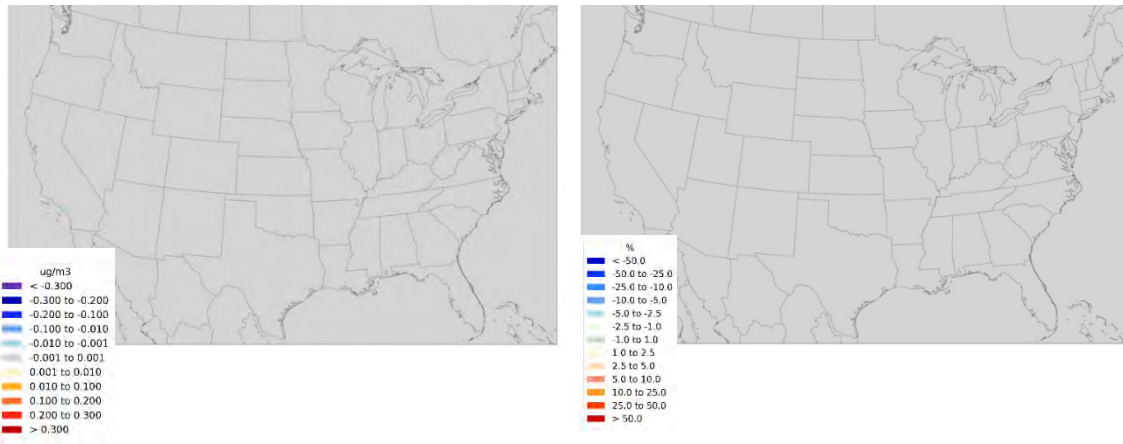 ug/m3
< -0.300
-0.300 to -0.200
-0.200 to -0.100
-0.100 to -0.010
-0.010 to -0.001
-0.001 to 0.001
0.001 to 0.010
0.010 to 0.100
0.100 to 0.200
0.200 to 0.300
> 0.300
%
< -50.0
-50.0 to -25.0
-25.0 to -10.0
-10.0 to -5.0
-5.0 to -2.5
-2.5 to -1.0
-1.0 to 1.0
1.0 to 2.5
2.5 to 5.0
5.0 to 10.0
10.0 to 25.0
25.0 to 50.0
> 50.0